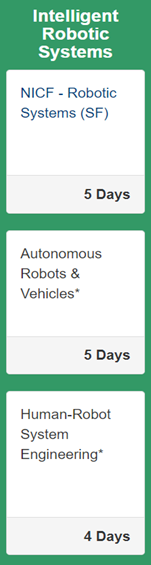 Intelligent
Robotic
Systems
NICF - Robotic
Systems (SF)
5 Days
Autonomous
Robots &
Vehicles*
5 Days
Human-Robot
System
Engineering*
4 Days